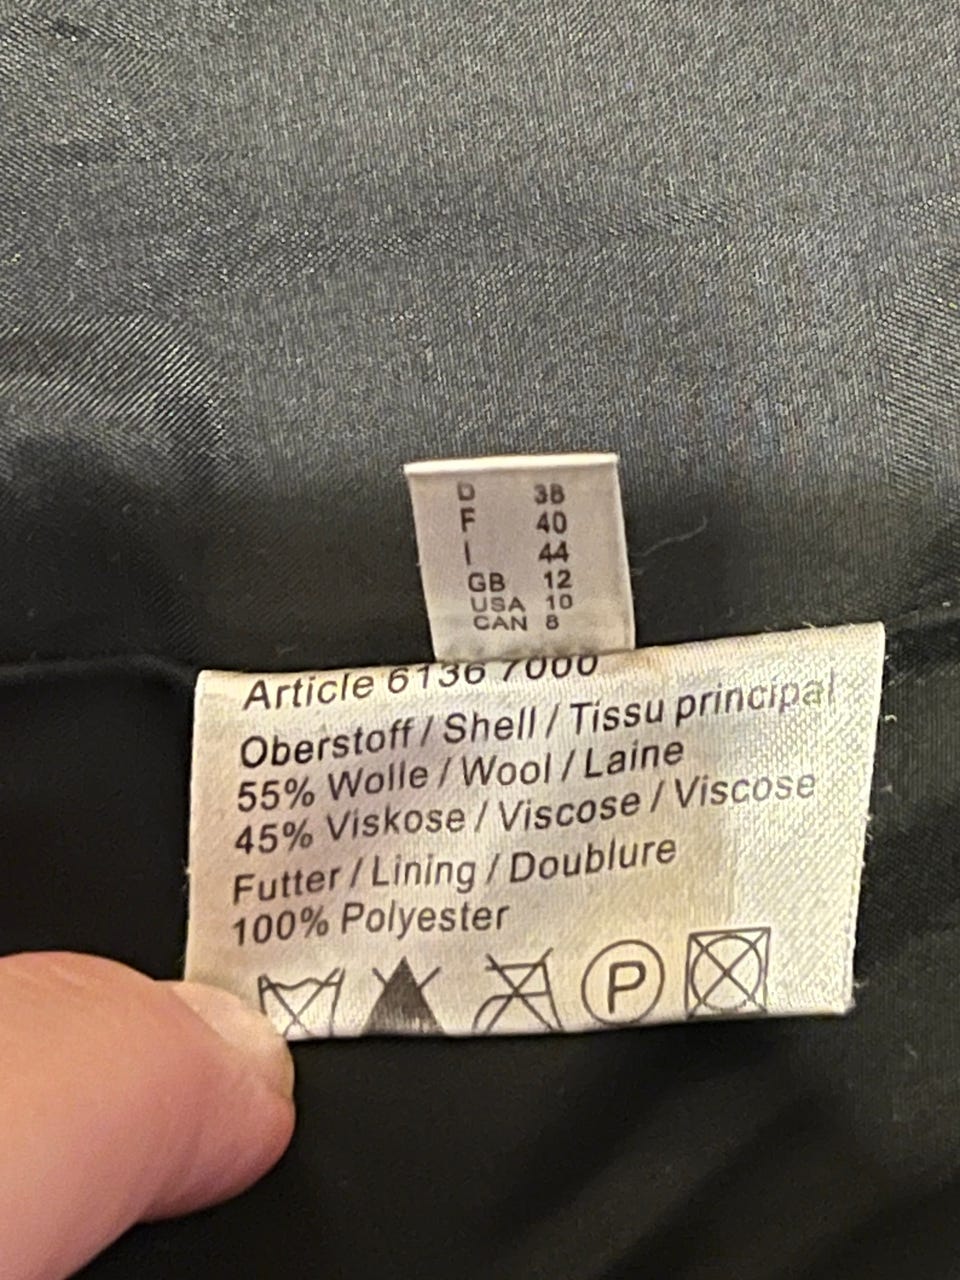 D 38
F 40
I 44
GB 12
USA 10
CAN 8
Article 6136 7000
Oberstoff / Shell / Tissu principal
55% Wolle / Wool / Laine
45% Viskose / Viscose / Viscose
Futter / Lining / Doublure
100% Polyester
P